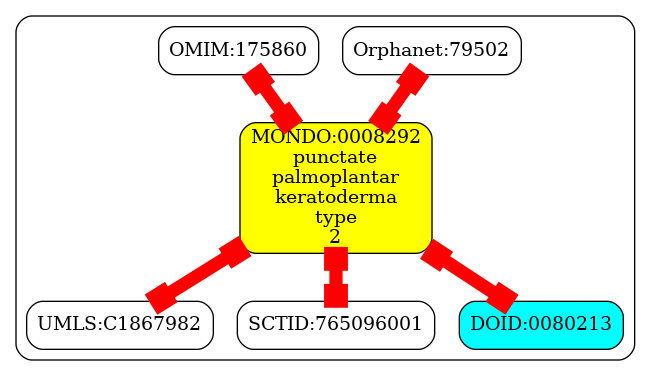 OMIM:175860
Orphanet:79502
MONDO:0008292
punctate
palmoplantar
keratoderma
type
2
UMLS:C1867982
SCTID:765096001
DOID:0080213